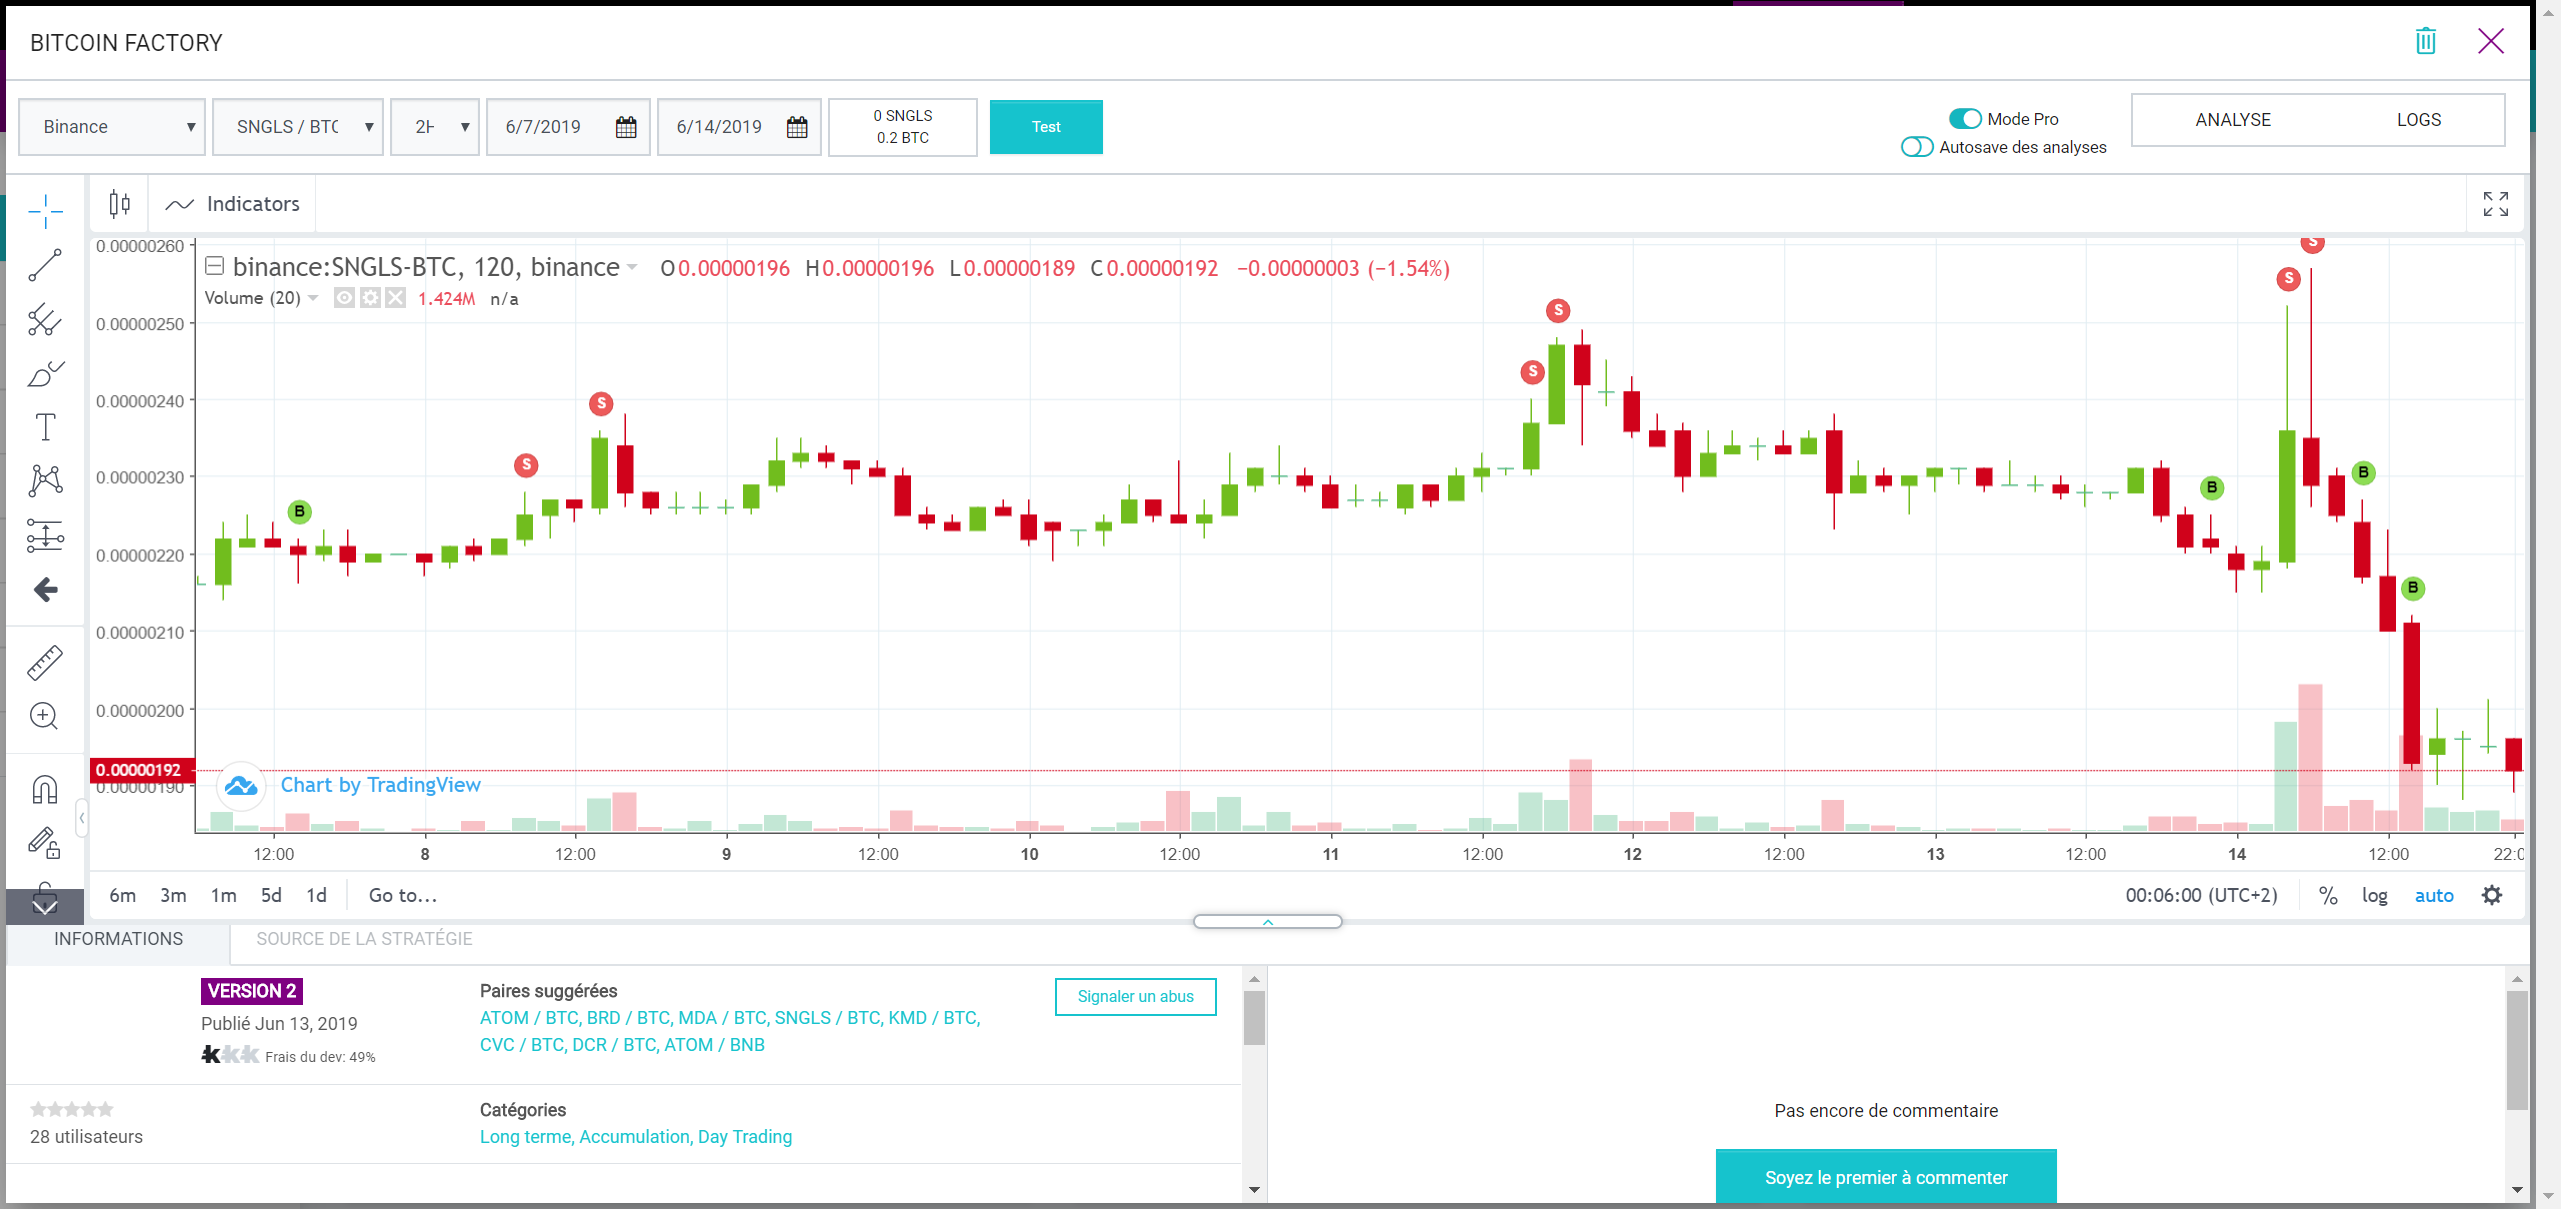 BITCOIN FACTORY
Binance
SNGLS / BTC
2H
6/7/2019
6/14/2019
0 SNGLS
0.2 BTC
Test
Mode Pro
Autosave des analyses
ANALYSE
LOGS
Indicators
binance:SNGLS-BTC, 120, binance O0.00000196 H0.00000196 L0.00000189 C0.00000192 −0.00000003 (−1.54%)
Volume (20) 1.424M n/a
0.00000260
0.00000250
0.00000240
0.00000230
0.00000220
0.00000210
0.00000200
0.00000192
0.00000190
B
S
S
S
S
B
S
S
B
B
Chart by TradingView
12:00 8 12:00 9 12:00 10 12:00 11 12:00 12 12:00 13 12:00 14 12:00 22:0
6m 3m 1m 5d 1d Go to...
00:06:00 (UTC+2) % log auto
INFORMATIONS
SOURCE DE LA STRATÉGIE
VERSION 2
Publié Jun 13, 2019
Frais du dev: 49%
Paires suggérées
ATOM / BTC, BRD / BTC, MDA / BTC, SNGLS / BTC, KMD / BTC,
CVC / BTC, DCR / BTC, ATOM / BNB
Signaler un abus
28 utilisateurs
Catégories
Long terme, Accumulation, Day Trading
Pas encore de commentaire
Soyez le premier à commenter